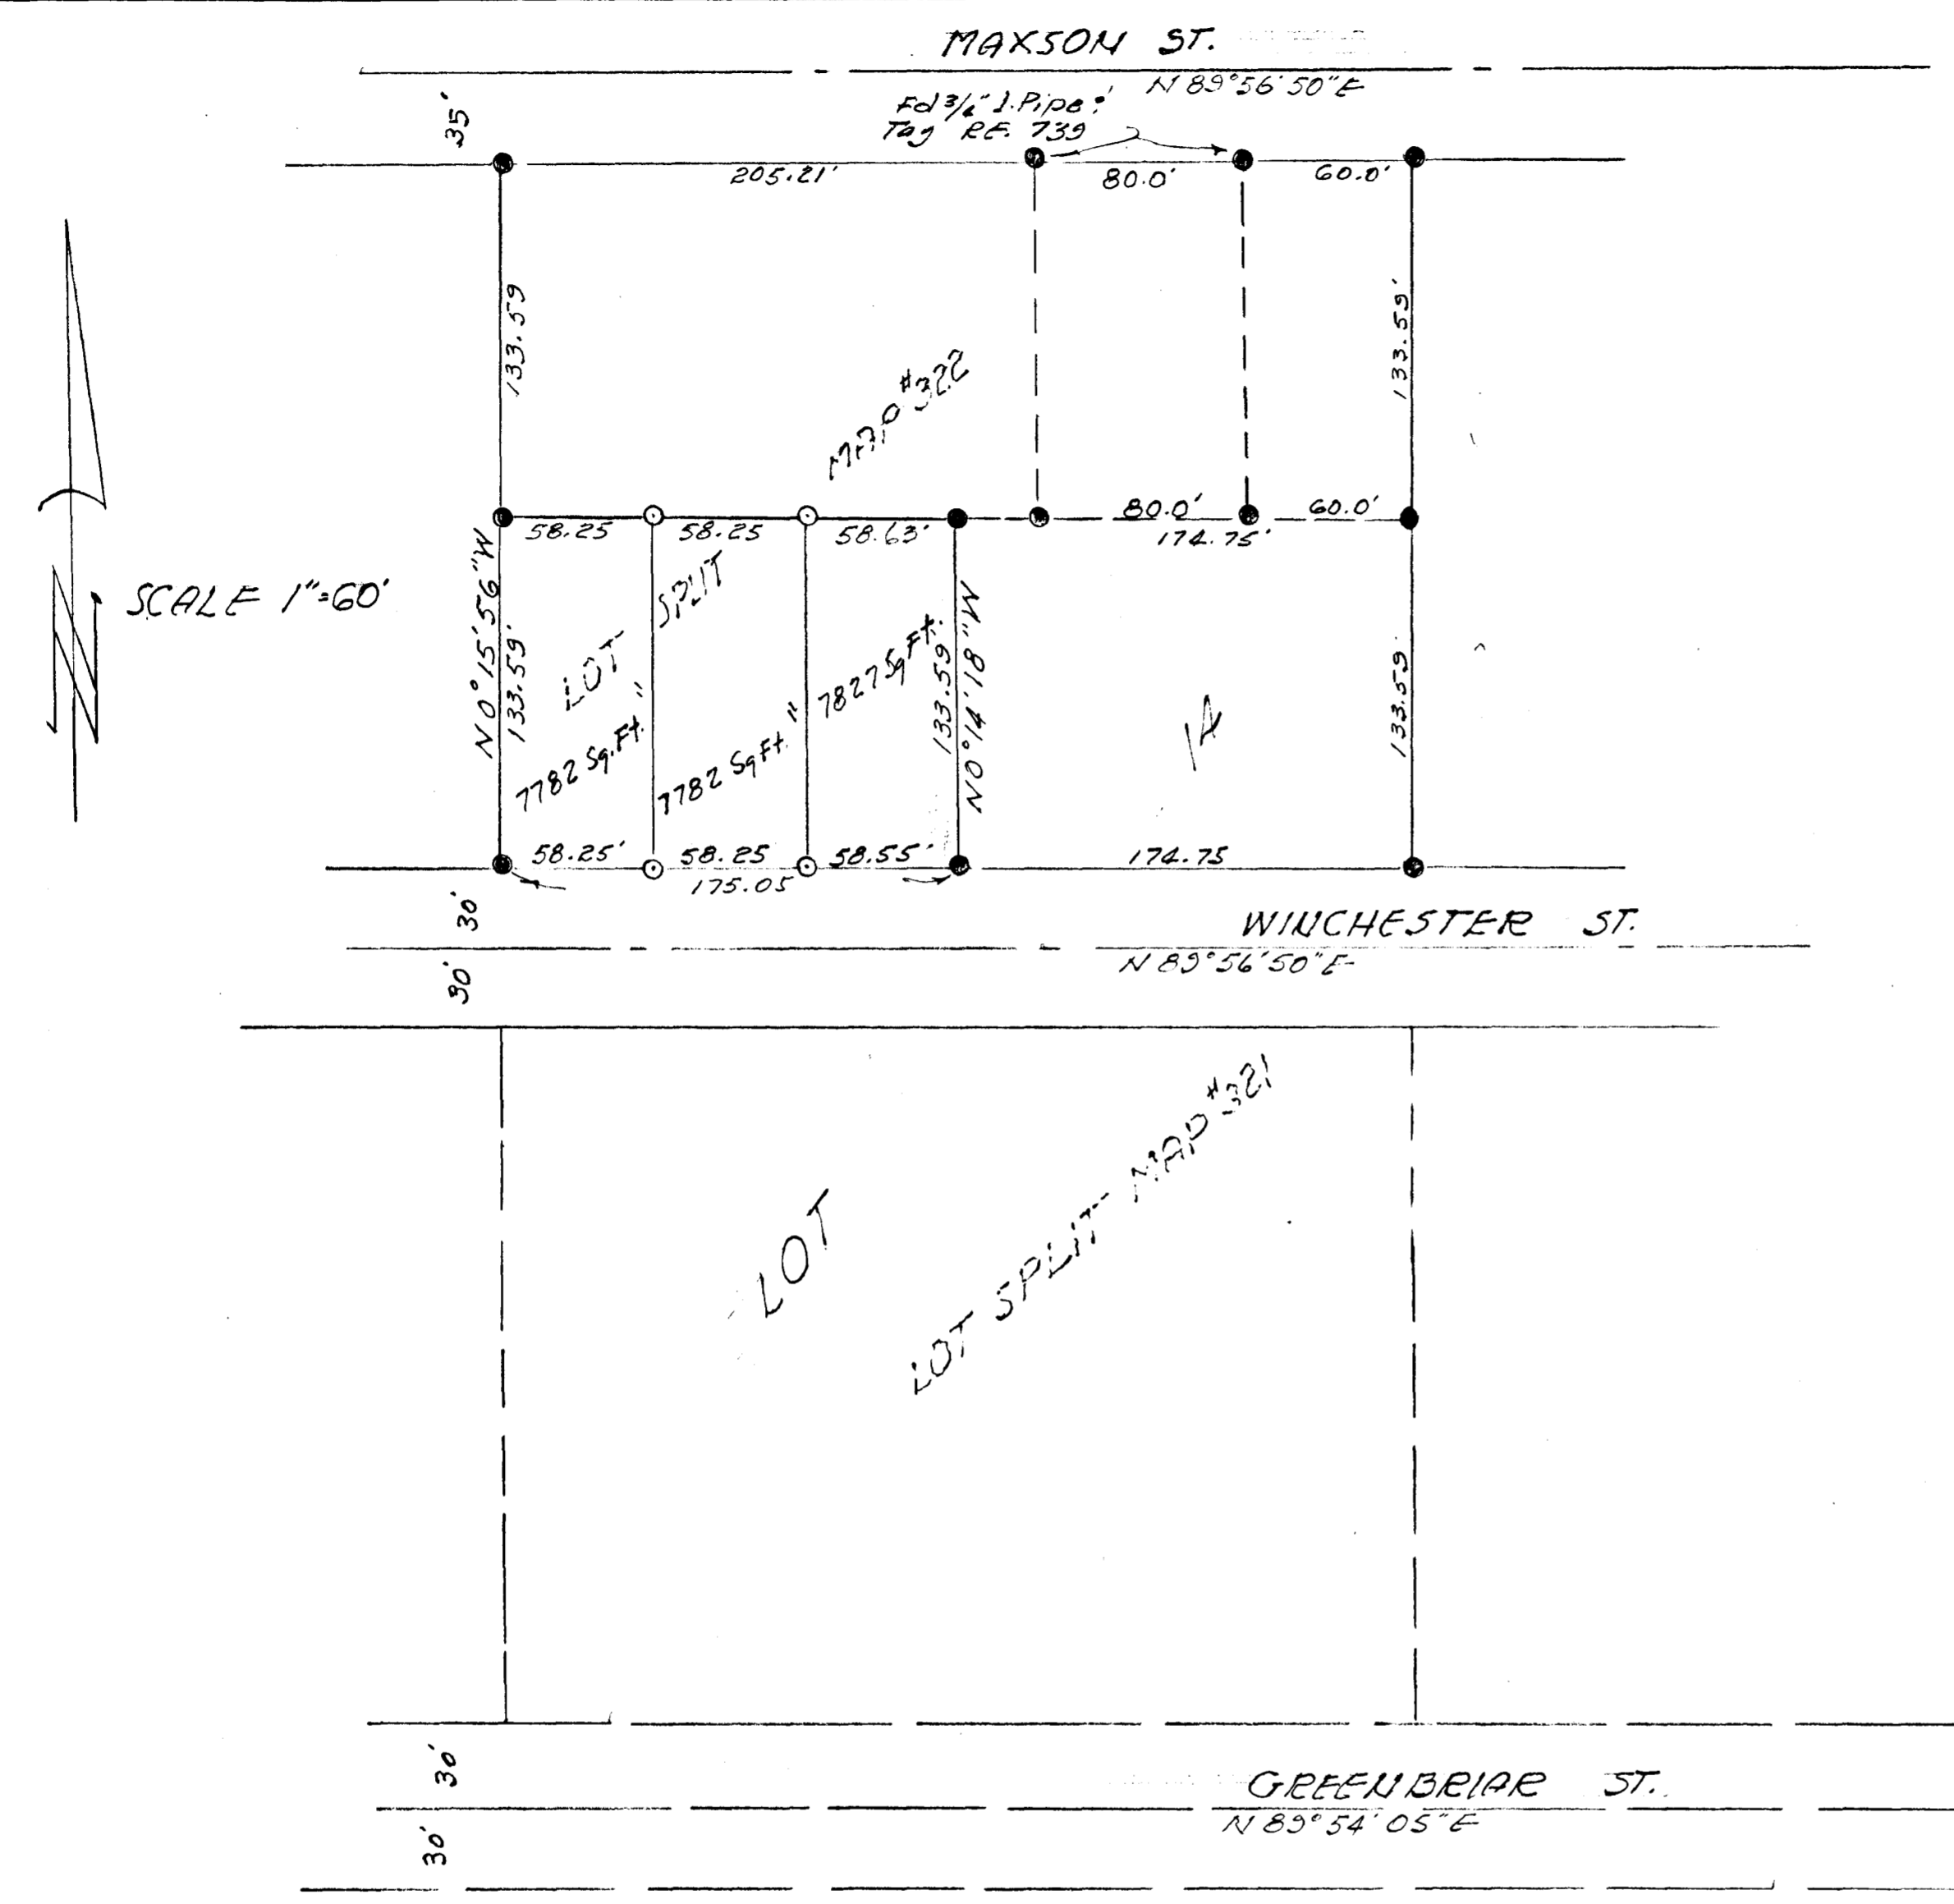 MAXSON ST.
N 89°56'50"E
35'
Fd 3/4" I.Pipe &
Tag R.E. 739
205.21'
80.0'
60.0'
133.59
133.59'
MAP #322
58.25
58.25
58.63'
80.0'
60.0'
174.75'
SCALE 1"=60'
N 0°15'56"W
133.59'
LOT SPLIT
7782 Sq.Ft.
"
7782 Sq Ft.
"
7827 Sq Ft.
133.59'
N 0°14'18"W
14
133.59
58.25'
58.25
58.55'
174.75
175.05
30'
WINCHESTER ST.
N 89°56'50"E
30'
LOT
LOT SPLIT MAP #321
30'
GREENBRIAR ST.
N 89°54'05"E
30'